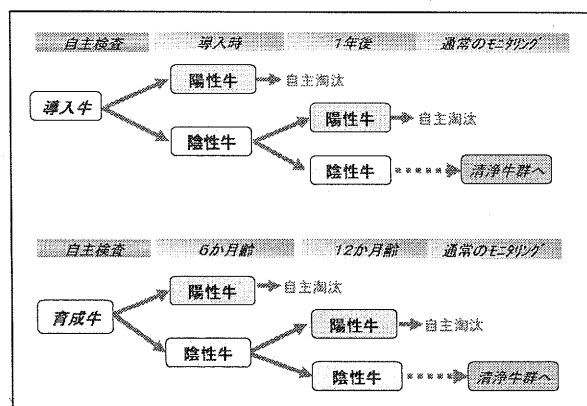 自主検査 導入時 1年後 通常のモニタリング
陽性牛 自主淘汰
導入牛
陽性牛 自主淘汰
陰性牛
陰性牛 清浄牛群へ
自主検査 6か月齢 12か月齢 通常のモニタリング
陽性牛 自主淘汰
育成牛
陽性牛 自主淘汰
陰性牛
陰性牛 清浄牛群へ